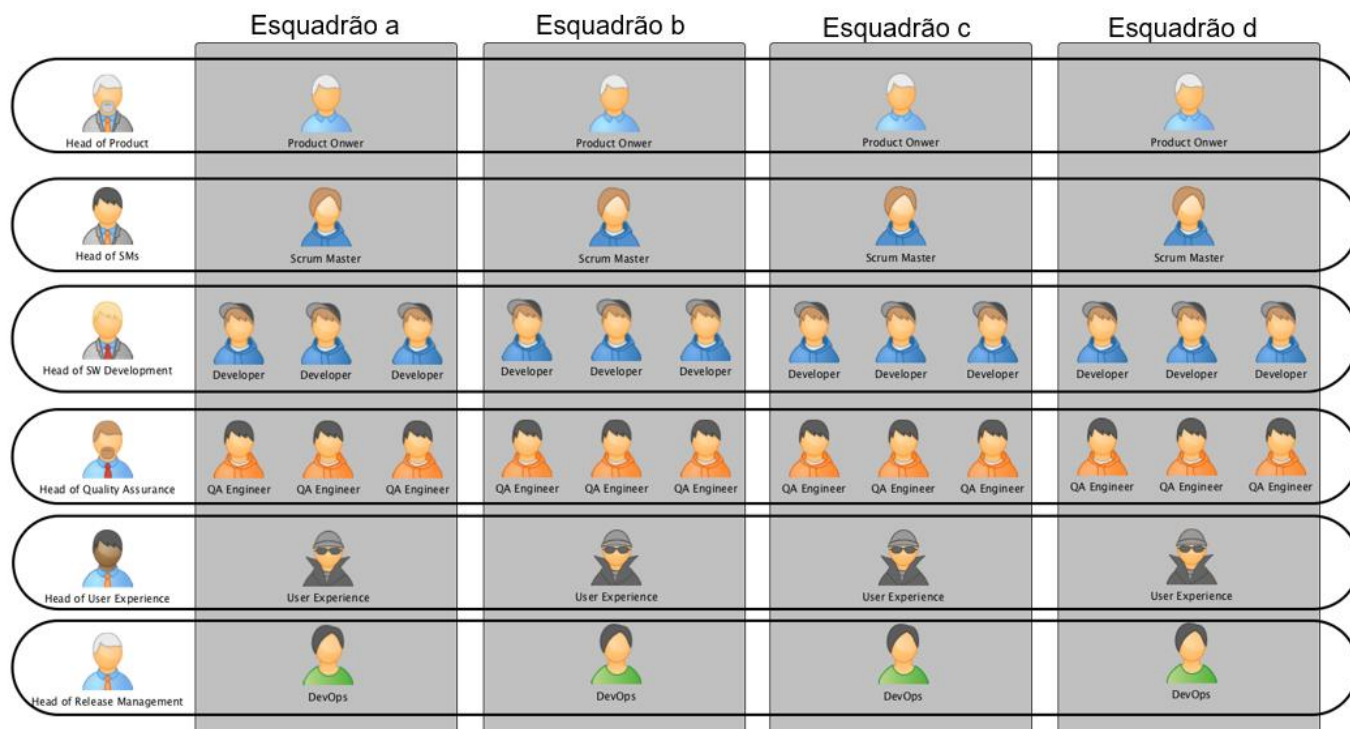 Esquadrão a
Esquadrão b
Esquadrão c
Esquadrão d
Head of Product
Product Onwer
Product Onwer
Product Onwer
Product Onwer
Head of SMs
Scrum Master
Scrum Master
Scrum Master
Scrum Master
Head of SW Development
Developer
Developer
Developer
Developer
Developer
Developer
Developer
Developer
Developer
Developer
Developer
Developer
Head of Quality Assurance
QA Engineer
QA Engineer
QA Engineer
QA Engineer
QA Engineer
QA Engineer
QA Engineer
QA Engineer
QA Engineer
QA Engineer
QA Engineer
QA Engineer
Head of User Experience
User Experience
User Experience
User Experience
User Experience
Head of Release Management
DevOps
DevOps
DevOps
DevOps